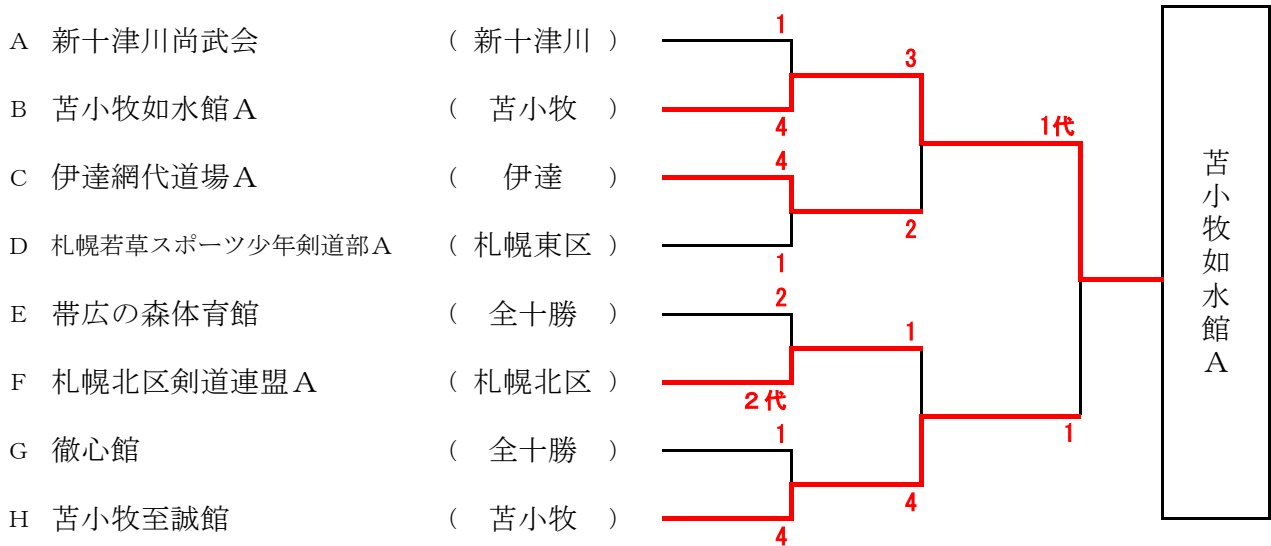 A 新十津川尚武会 （ 新十津川 ） 1
3
B 苫小牧如水館A （ 苫小牧 ） 4
1代
C 伊達網代道場A （ 伊達 ） 4
2
D 札幌若草スポーツ少年剣道部A （ 札幌東区 ） 1
E 帯広の森体育館 （ 全十勝 ） 2
1
F 札幌北区剣道連盟A （ 札幌北区 ） 2代
1
G 徹心館 （ 全十勝 ） 1
4
H 苫小牧至誠館 （ 苫小牧 ） 4
苫小牧如水館A